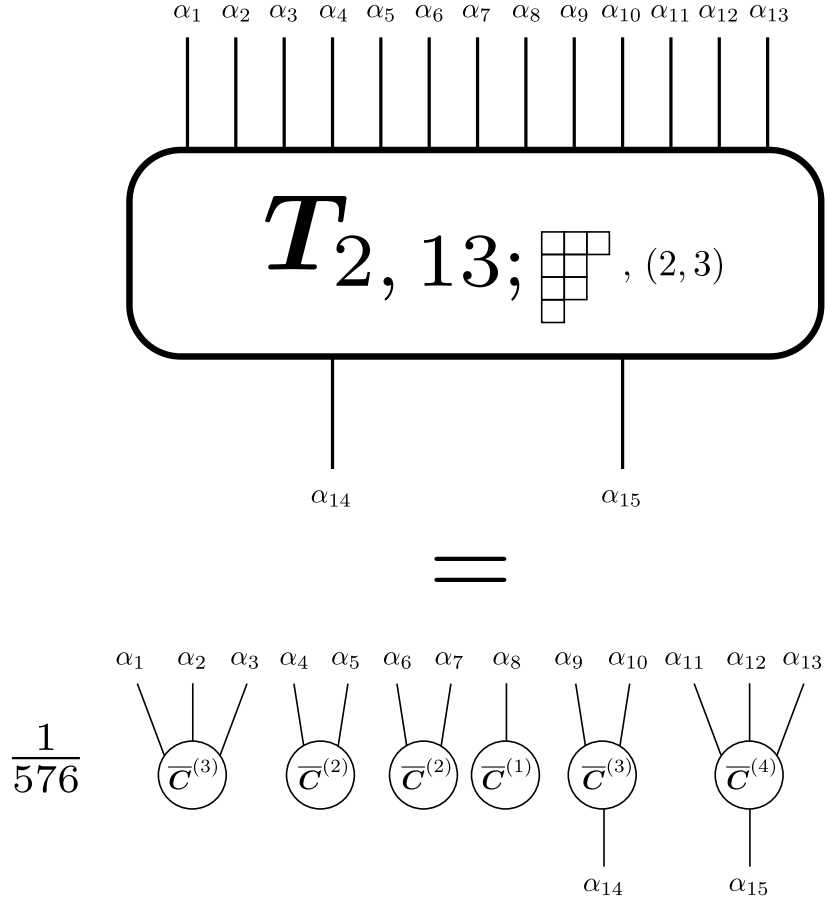 α₁ α₂ α₃ α₄ α₅ α₆ α₇ α₈ α₉ α₁₀ α₁₁ α₁₂ α₁₃
T₂, ₁₃; , (2, 3)
α₁₄ α₁₅
=
α₁ α₂ α₃ α₄ α₅ α₆ α₇ α₈ α₉ α₁₀ α₁₁ α₁₂ α₁₃
1/576 C̅⁽³⁾ C̅⁽²⁾ C̅⁽²⁾ C̅⁽¹⁾ C̅⁽³⁾ C̅⁽⁴⁾
α₁₄ α₁₅